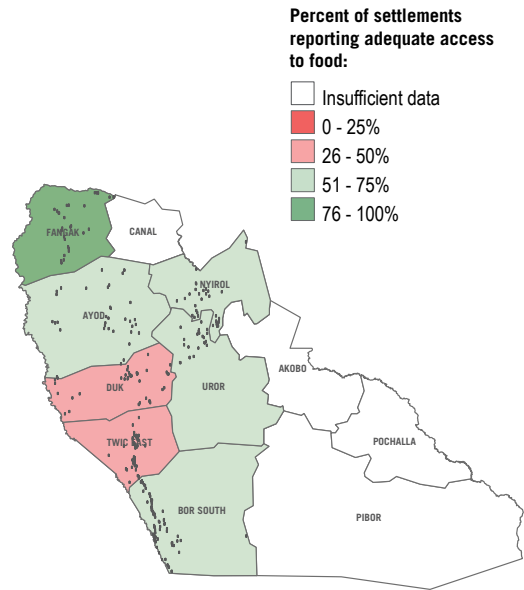 Percent of settlements
reporting adequate access
to food:
Insufficient data
0 - 25%
26 - 50%
51 - 75%
76 - 100%
FANGAK
CANAL
NYIROL
AYOD
AKOBO
DUK
UROR
TWIC EAST
POCHALLA
BOR SOUTH
PIBOR